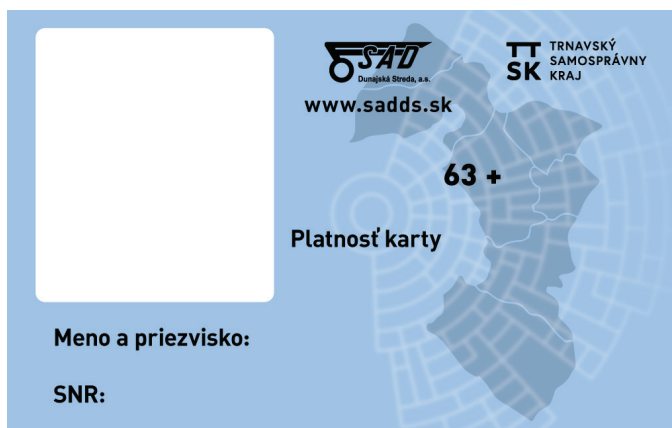 SAD
Dunajská Streda, a.s.
www.sadds.sk
TT SK
TRNAVSKÝ
SAMOSPRÁVNY
KRAJ
63 +
Platnosť karty
Meno a priezvisko:
SNR: